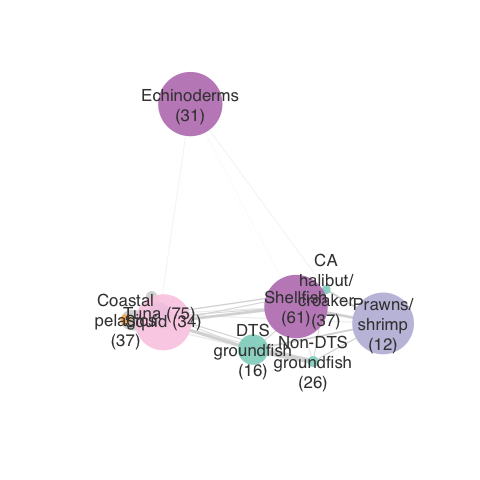 Echinoderms
(31)
CA
halibut/
croaker
(37)
Shellfish
(61)
Prawns/
shrimp
(12)
Coastal
pelagics
(37)
Tuna (75)
Squid (34)
DTS
groundfish
(16)
Non-DTS
groundfish
(26)